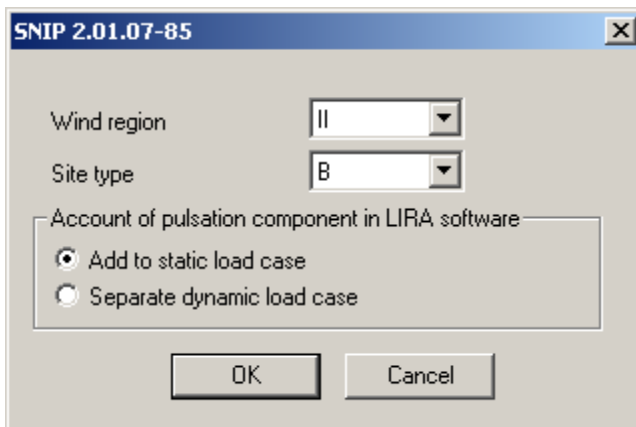 SNIP 2.01.07-85
Wind region II
Site type B
Account of pulsation component in LIRA software
Add to static load case
Separate dynamic load case
OK Cancel